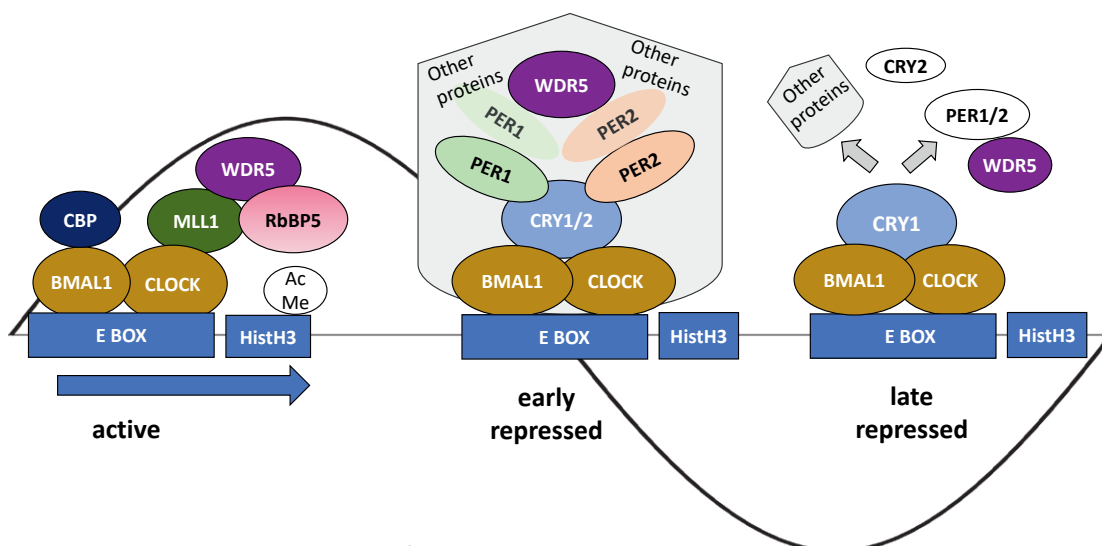 WDR5
CBP
MLL1
RbBP5
BMAL1
CLOCK
Ac
Me
E BOX
HistH3
active
Other
proteins
WDR5
Other
proteins
PER1
PER2
PER1
PER2
CRY1/2
BMAL1
CLOCK
E BOX
HistH3
early
repressed
Other
proteins
CRY2
PER1/2
WDR5
CRY1
BMAL1
CLOCK
E BOX
HistH3
late
repressed